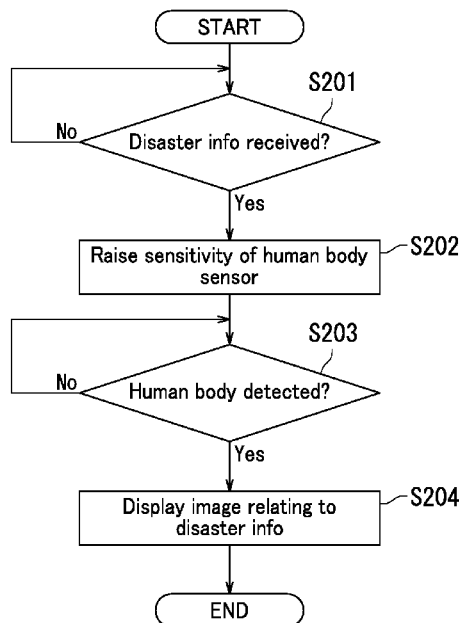 START
S201
Disaster info received?
No
Yes
Raise sensitivity of human body
sensor
S202
S203
Human body detected?
No
Yes
Display image relating to
disaster info
S204
END